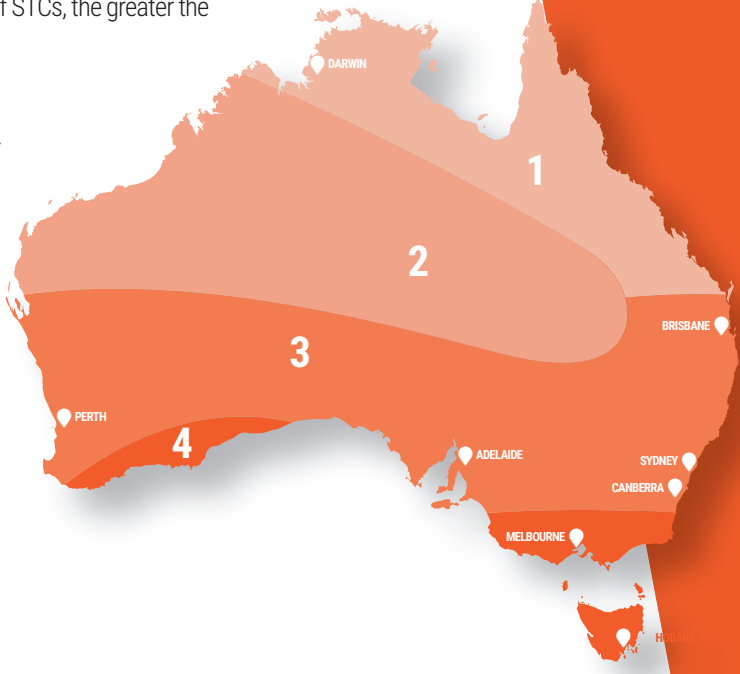 f STCs, the greater the
DARWIN
1
2
BRISBANE
3
PERTH
4
ADELAIDE
SYDNEY
CANBERRA
MELBOURNE
HOBART